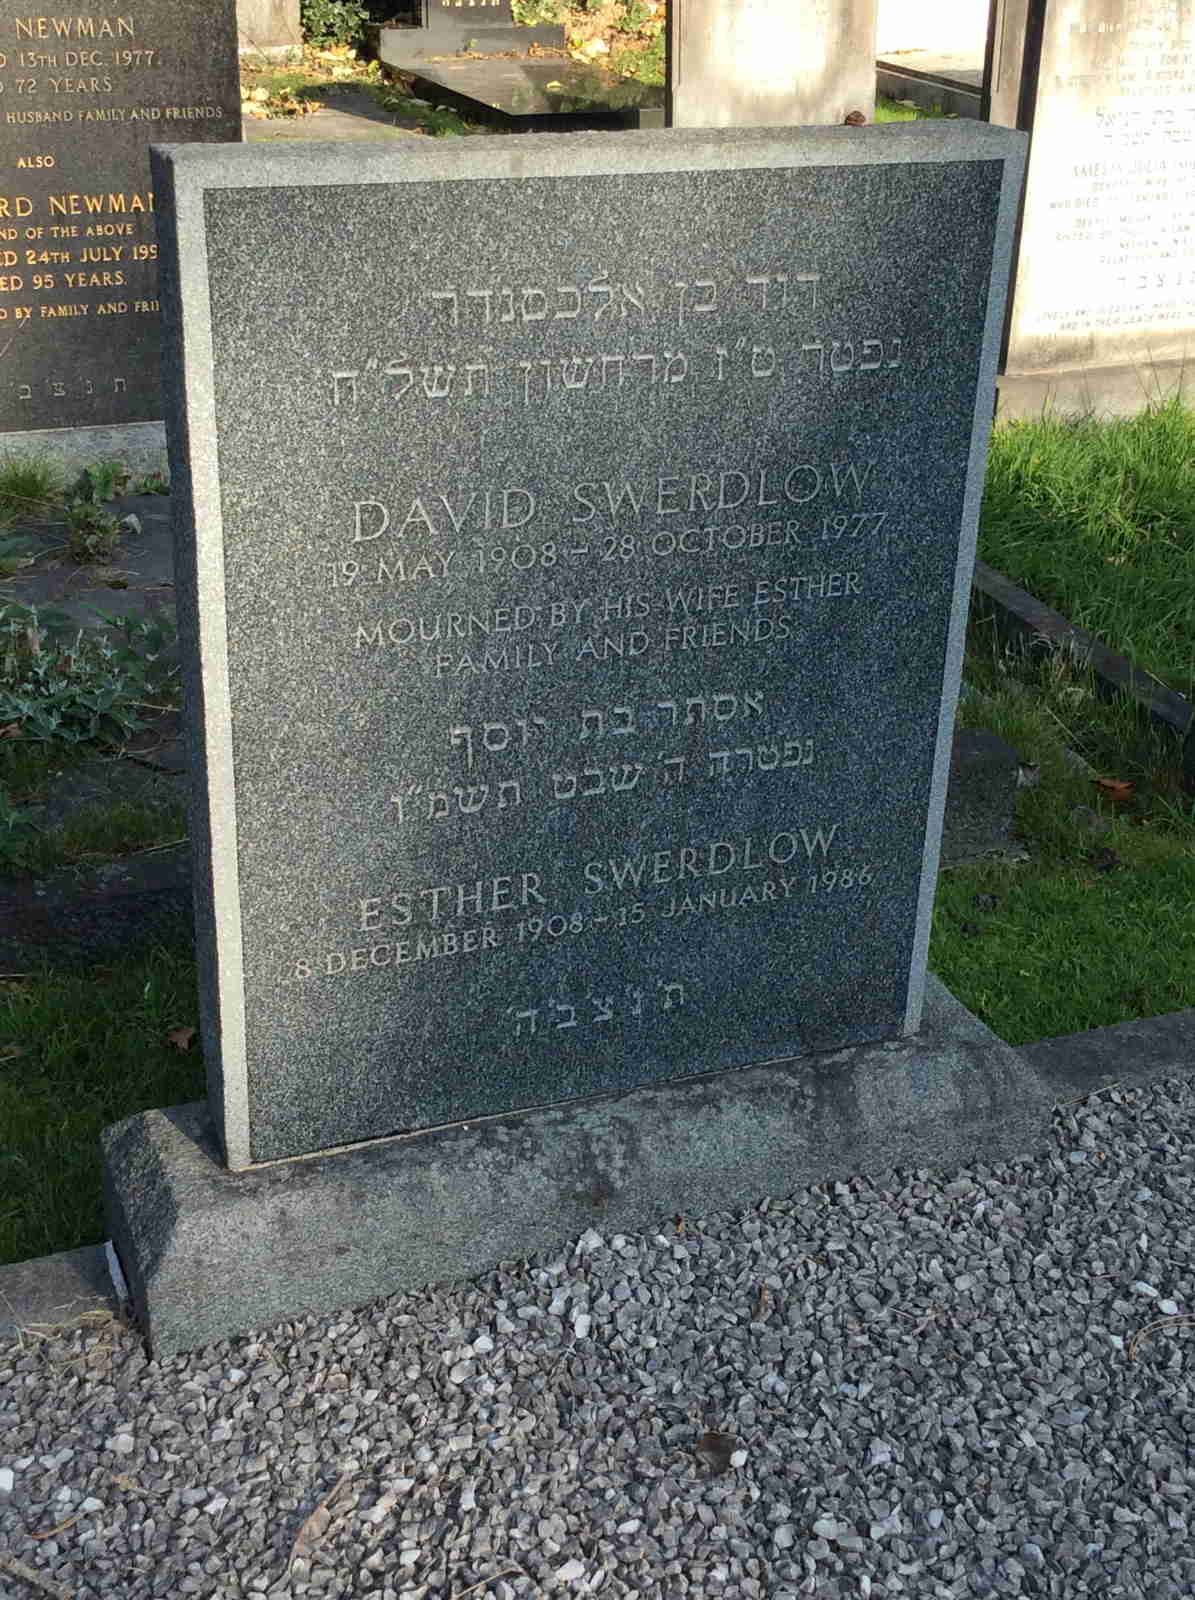 דוד בן אלכסנדר
נפטר ט"ז מרחשון תשל"ח
DAVID SWERDLOW
19 MAY 1908 - 28 OCTOBER 1977
MOURNED BY HIS WIFE ESTHER
FAMILY AND FRIENDS
אסתר בת יוסף
נפטרה ה' שבט תשמ"ו
ESTHER SWERDLOW
8 DECEMBER 1908 - 15 JANUARY 1986
ת'נ'צ'ב'ה'
NEWMAN
13TH DEC. 1977.
72 YEARS
HUSBAND FAMILY AND FRIENDS
ALSO
NEWMAN
OF THE ABOVE
24TH JULY
95 YEARS.
BY FAMILY AND